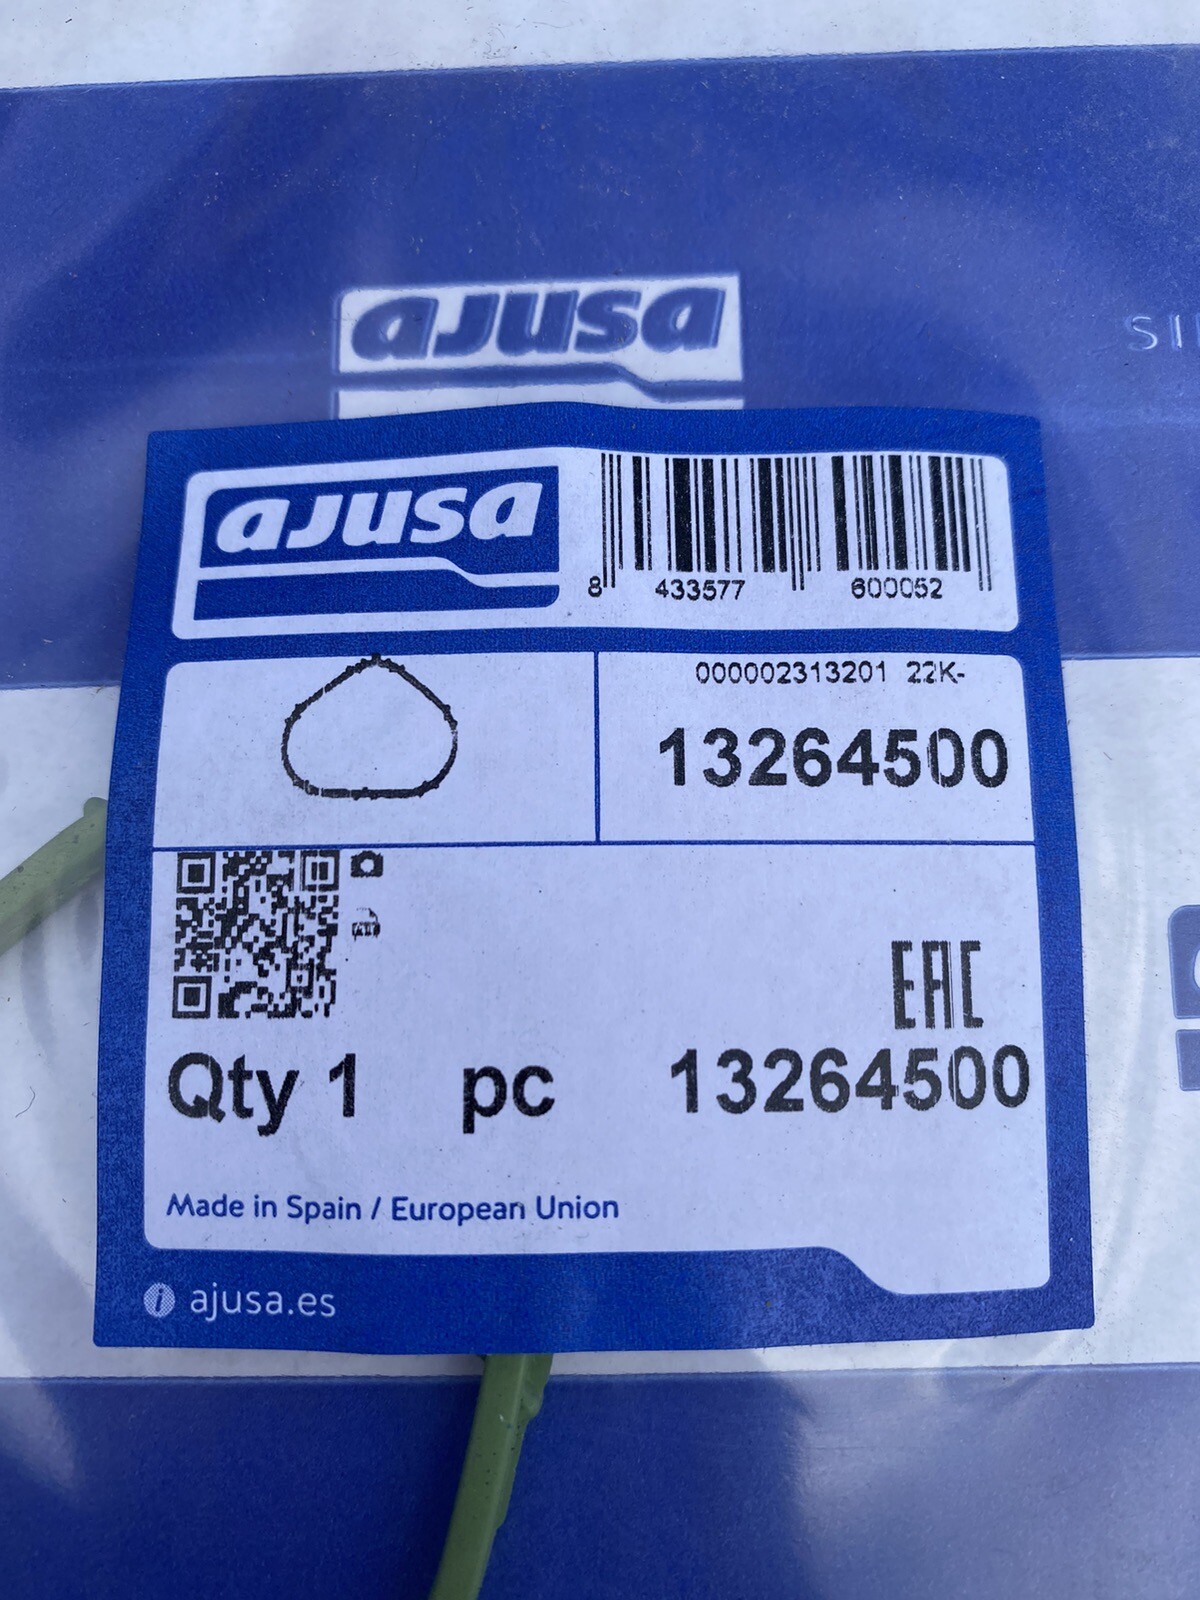 ajusa
ajusa
8 433577 600052
000002313201 22K-
13264500
EAC
Qty 1 pc 13264500
Made in Spain / European Union
i ajusa.es